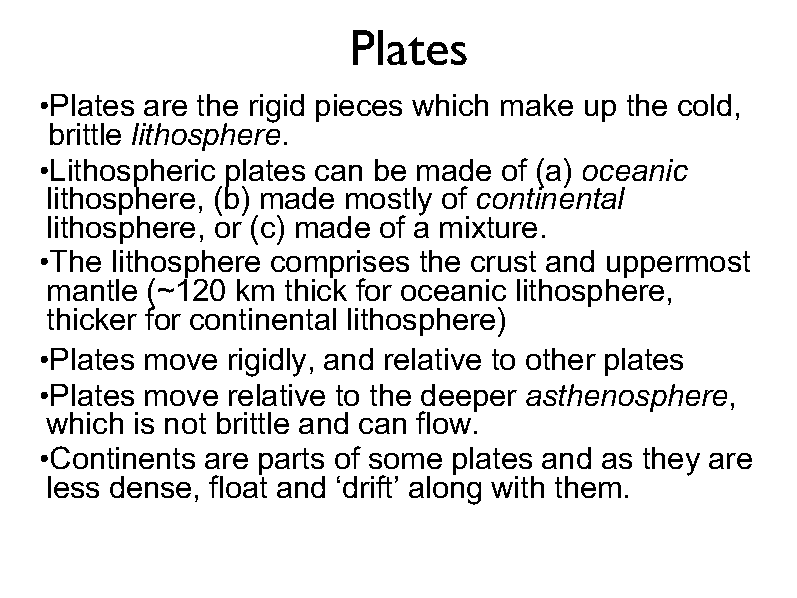 Plates
•Plates are the rigid pieces which make up the cold,
brittle lithosphere.
•Lithospheric plates can be made of (a) oceanic
lithosphere, (b) made mostly of continental
lithosphere, or (c) made of a mixture.
•The lithosphere comprises the crust and uppermost
mantle (~120 km thick for oceanic lithosphere,
thicker for continental lithosphere)
•Plates move rigidly, and relative to other plates
•Plates move relative to the deeper asthenosphere,
which is not brittle and can flow.
•Continents are parts of some plates and as they are
less dense, float and ‘drift’ along with them.